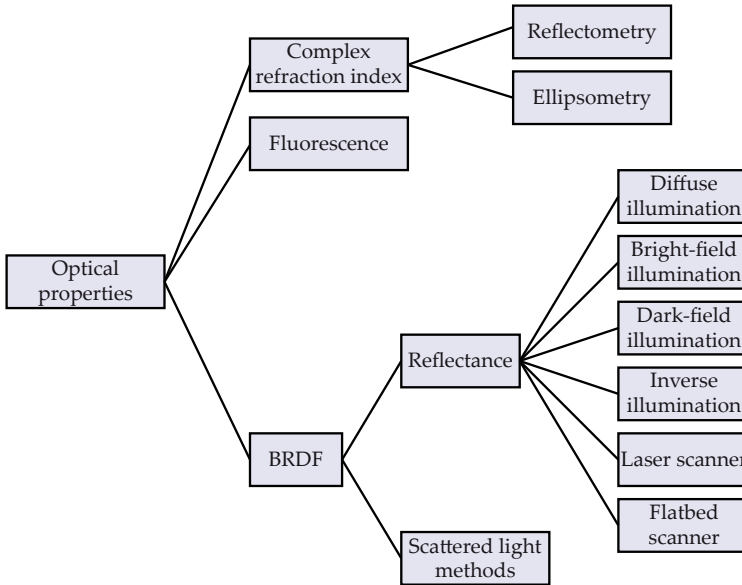 Optical
properties
Complex
refraction index
Reflectometry
Ellipsometry
Fluorescence
BRDF
Reflectance
Diffuse
illumination
Bright-field
illumination
Dark-field
illumination
Inverse
illumination
Laser scanner
Flatbed
scanner
Scattered light
methods